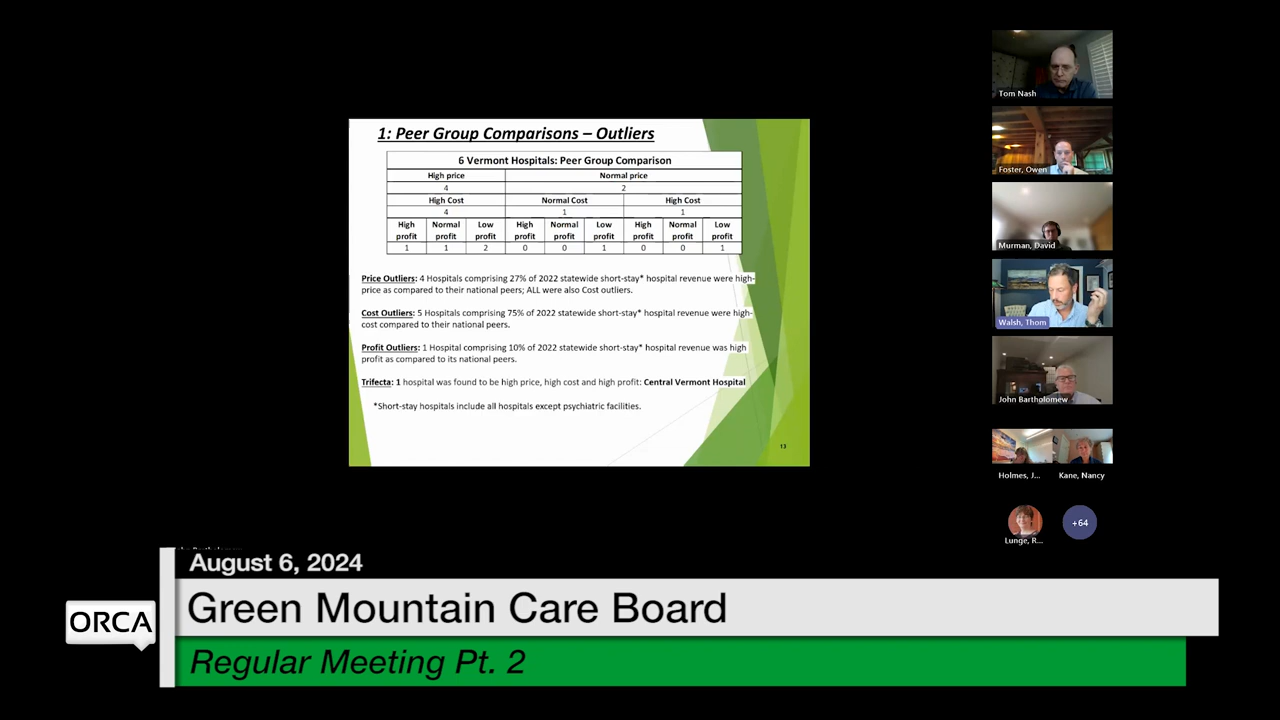 1: Peer Group Comparisons – Outliers
6 Vermont Hospitals: Peer Group Comparison
High price Normal price
4 2
High Cost Normal Cost High Cost
4 1 1
High profit Normal profit Low profit High profit Normal profit Low profit High profit Normal profit Low profit
1 1 2 0 0 1 0 0 1
Price Outliers: 4 Hospitals comprising 27% of 2022 statewide short-stay* hospital revenue were high-
price as compared to their national peers; ALL were also Cost outliers.
Cost Outliers: 5 Hospitals comprising 75% of 2022 statewide short-stay* hospital revenue were high-
cost compared to their national peers.
Profit Outliers: 1 Hospital comprising 10% of 2022 statewide short-stay* hospital revenue was high
profit as compared to its national peers.
Trifecta: 1 hospital was found to be high price, high cost and high profit: Central Vermont Hospital
*Short-stay hospitals include all hospitals except psychiatric facilities.
13
Tom Nash
Foster, Owen
Murman, David
Walsh, Thom
John Bartholomew
Holmes, J... Kane, Nancy
Lunge, R... +64
August 6, 2024
ORCA
Green Mountain Care Board
Regular Meeting Pt. 2